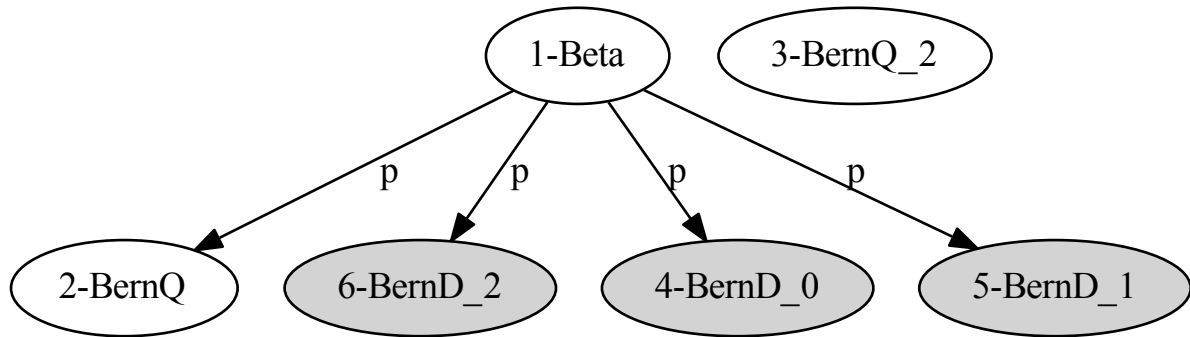 1-Beta
3-BernQ_2
p
p
p
p
2-BernQ
6-BernD_2
4-BernD_0
5-BernD_1